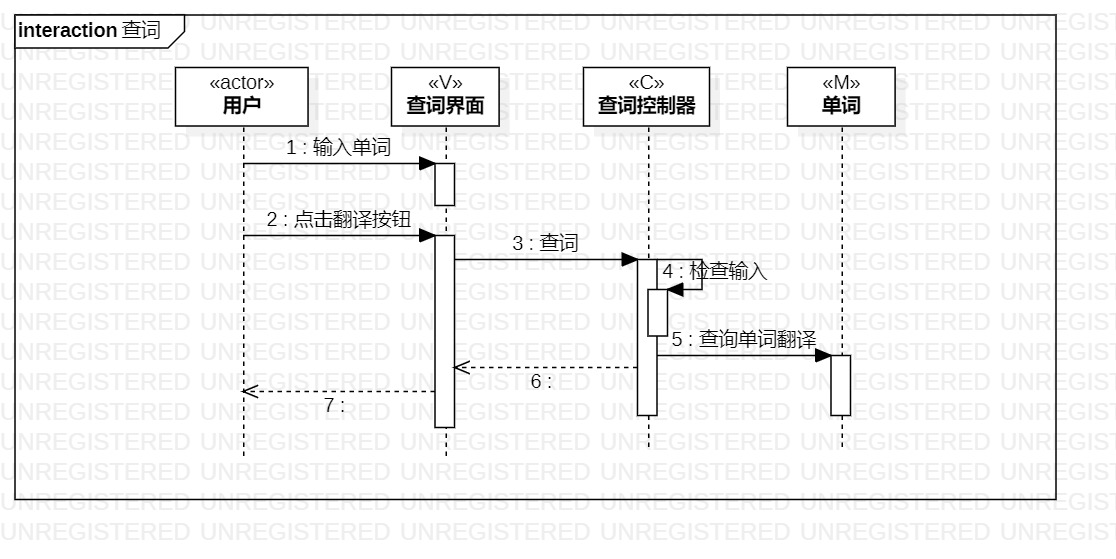 interaction 查词
«actor»
用户
«V»
查词界面
«C»
查词控制器
«M»
单词
1 : 输入单词
2 : 点击翻译按钮
3 : 查词
4 : 检查输入
5 : 查询单词翻译
6 :
7 :
UNREGISTERED UNREGISTERED UNREGISTERED UNREGISTERED UNREGISTERED UNREGISTERED